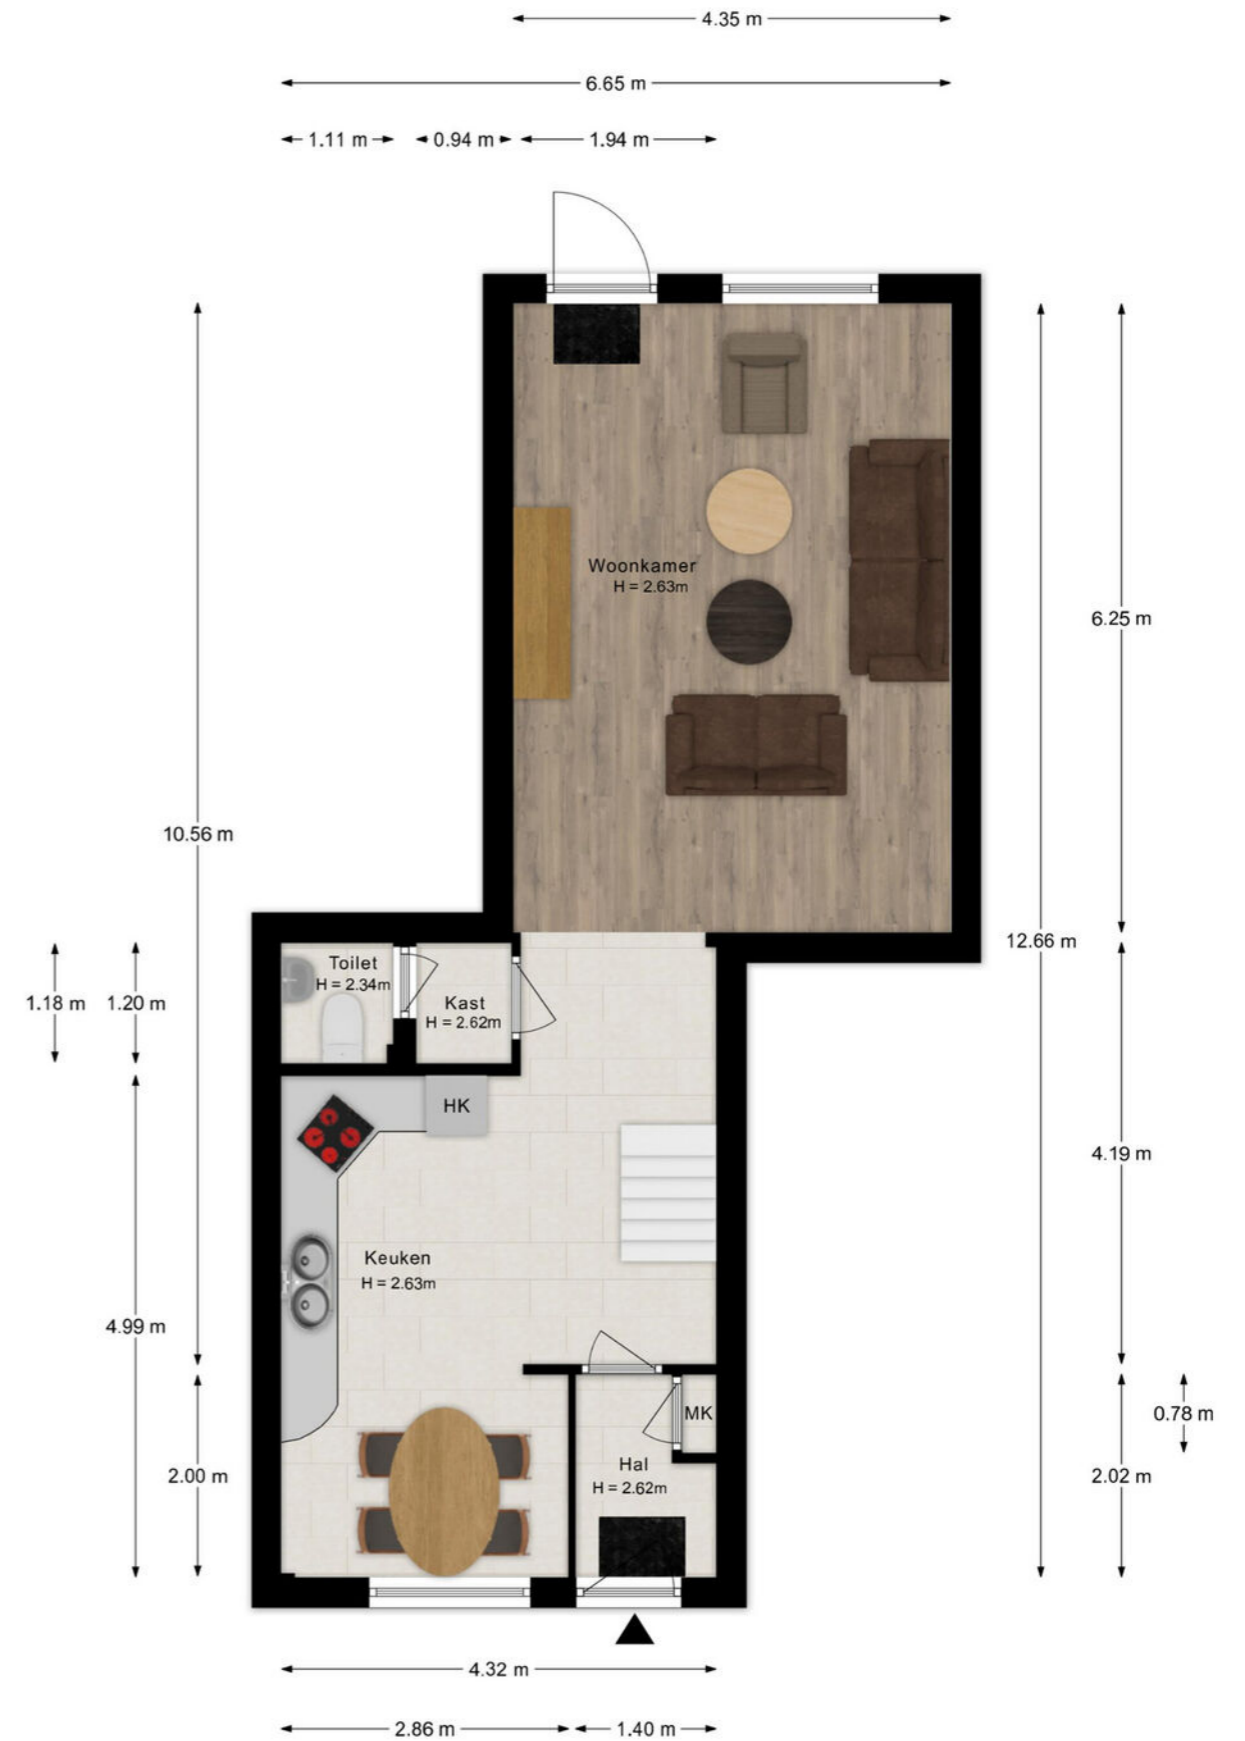 4.35 m
6.65 m
1.11 m
0.94 m
1.94 m
Woonkamer
H = 2.63m
6.25 m
10.56 m
12.66 m
Toilet
H = 2.34m
Kast
H = 2.62m
1.18 m
1.20 m
HK
4.19 m
Keuken
H = 2.63m
4.99 m
MK
0.78 m
Hal
H = 2.62m
2.00 m
2.02 m
4.32 m
2.86 m
1.40 m